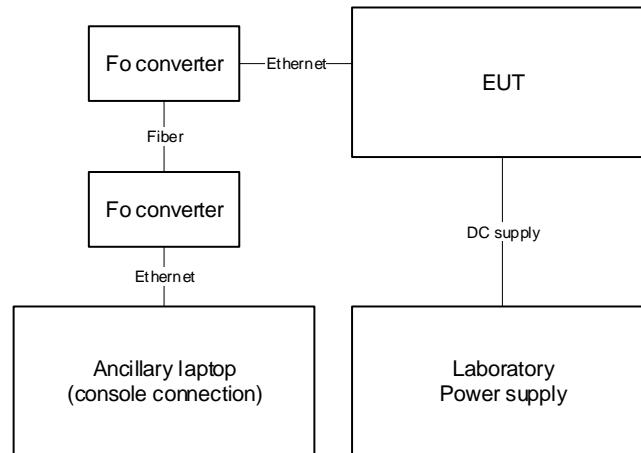 Fo converter
Ethernet
EUT
Fiber
Fo converter
DC supply
Ethernet
Ancillary laptop
(console connection)
Laboratory
Power supply